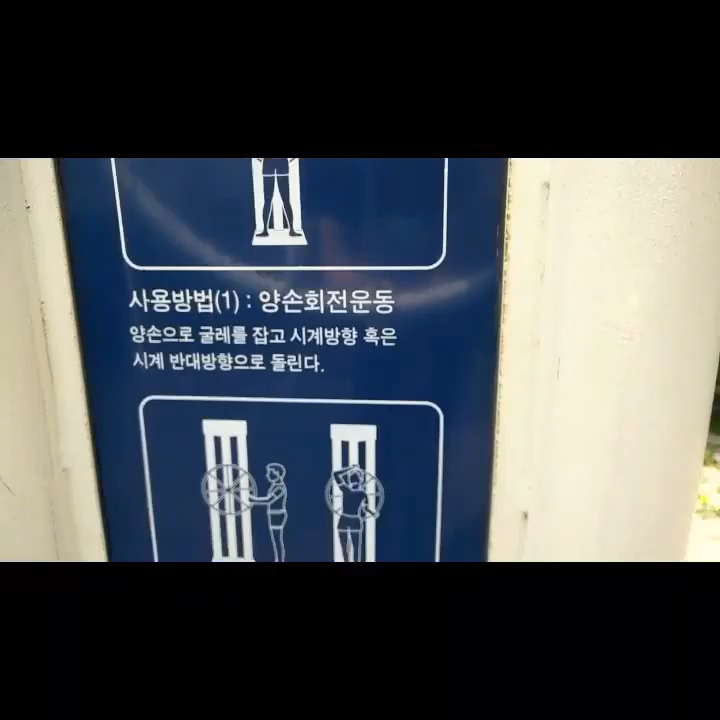 사용방법(1) : 양손회전운동
양손으로 굴레를 잡고 시계방향 혹은
시계 반대방향으로 돌린다.